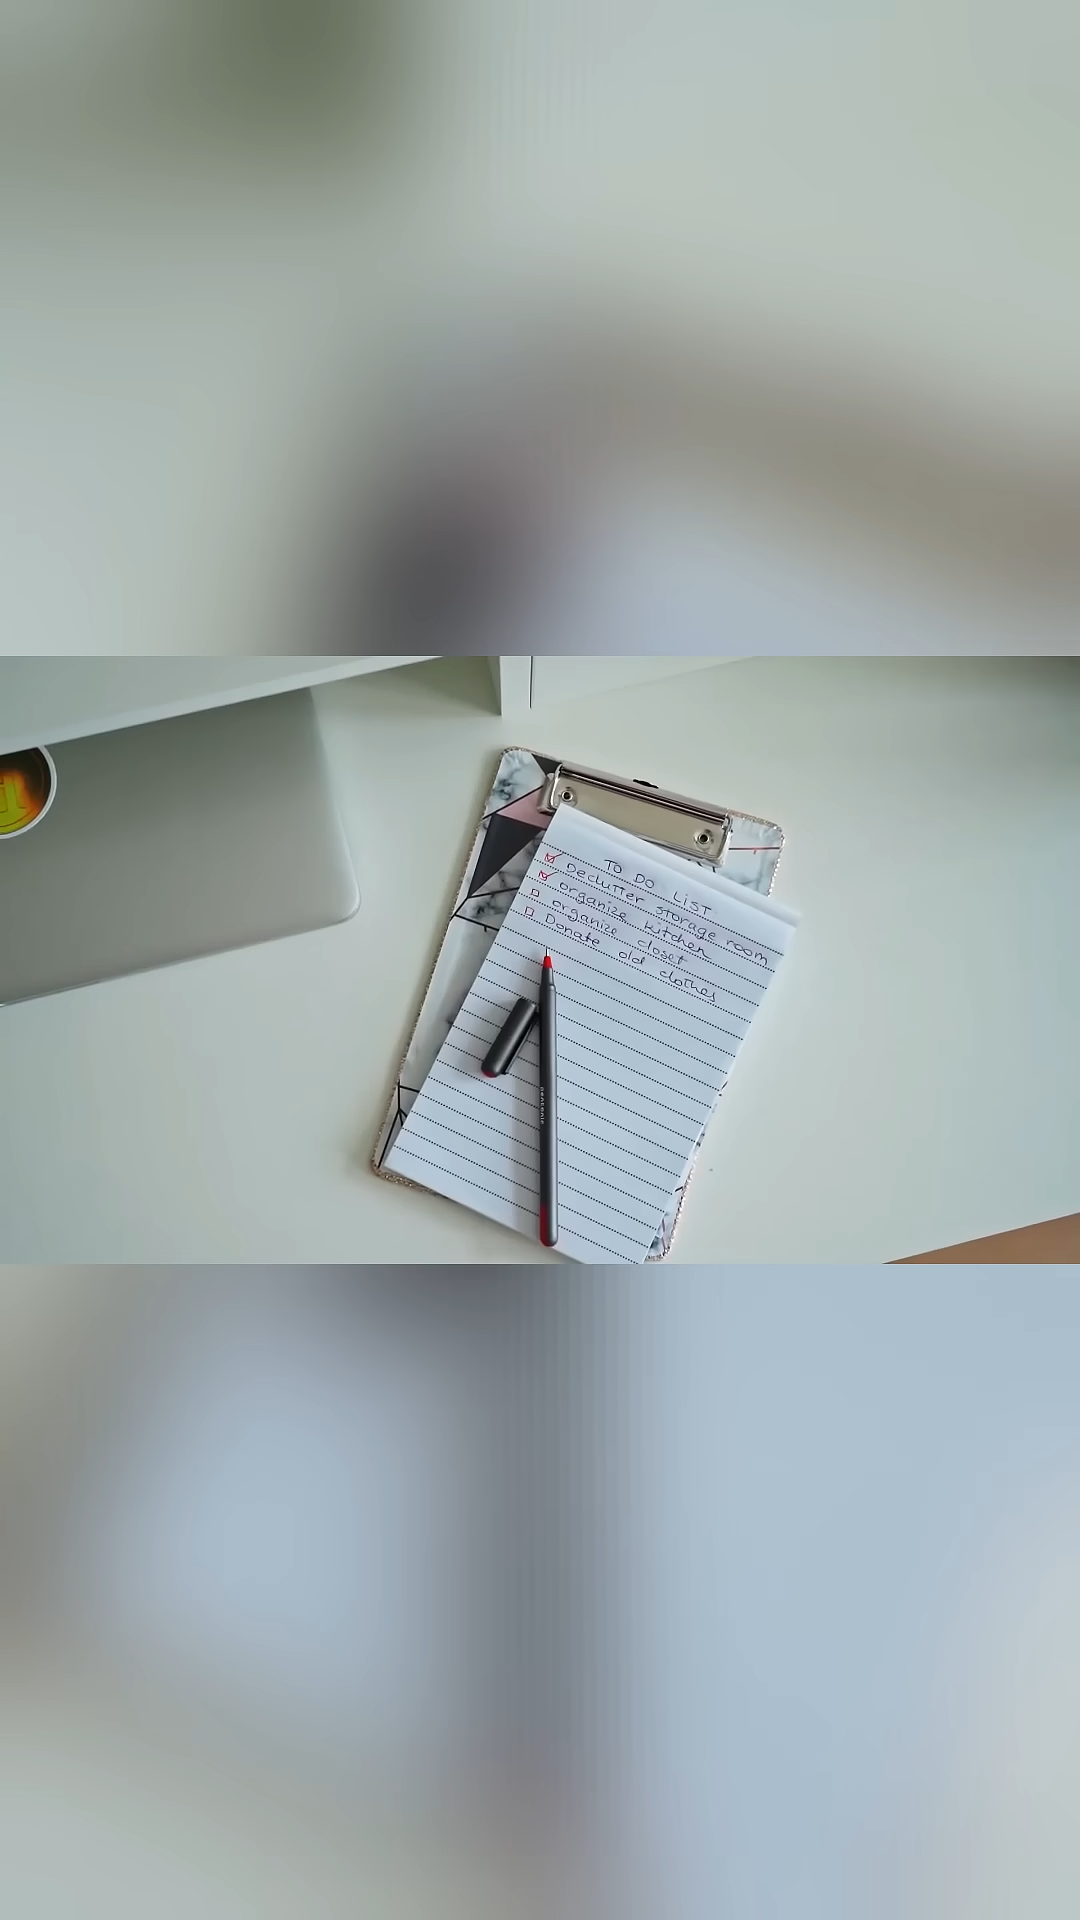 TO DO LIST
Declutter storage room
organize kitchen
organize closet
Donate old clothes